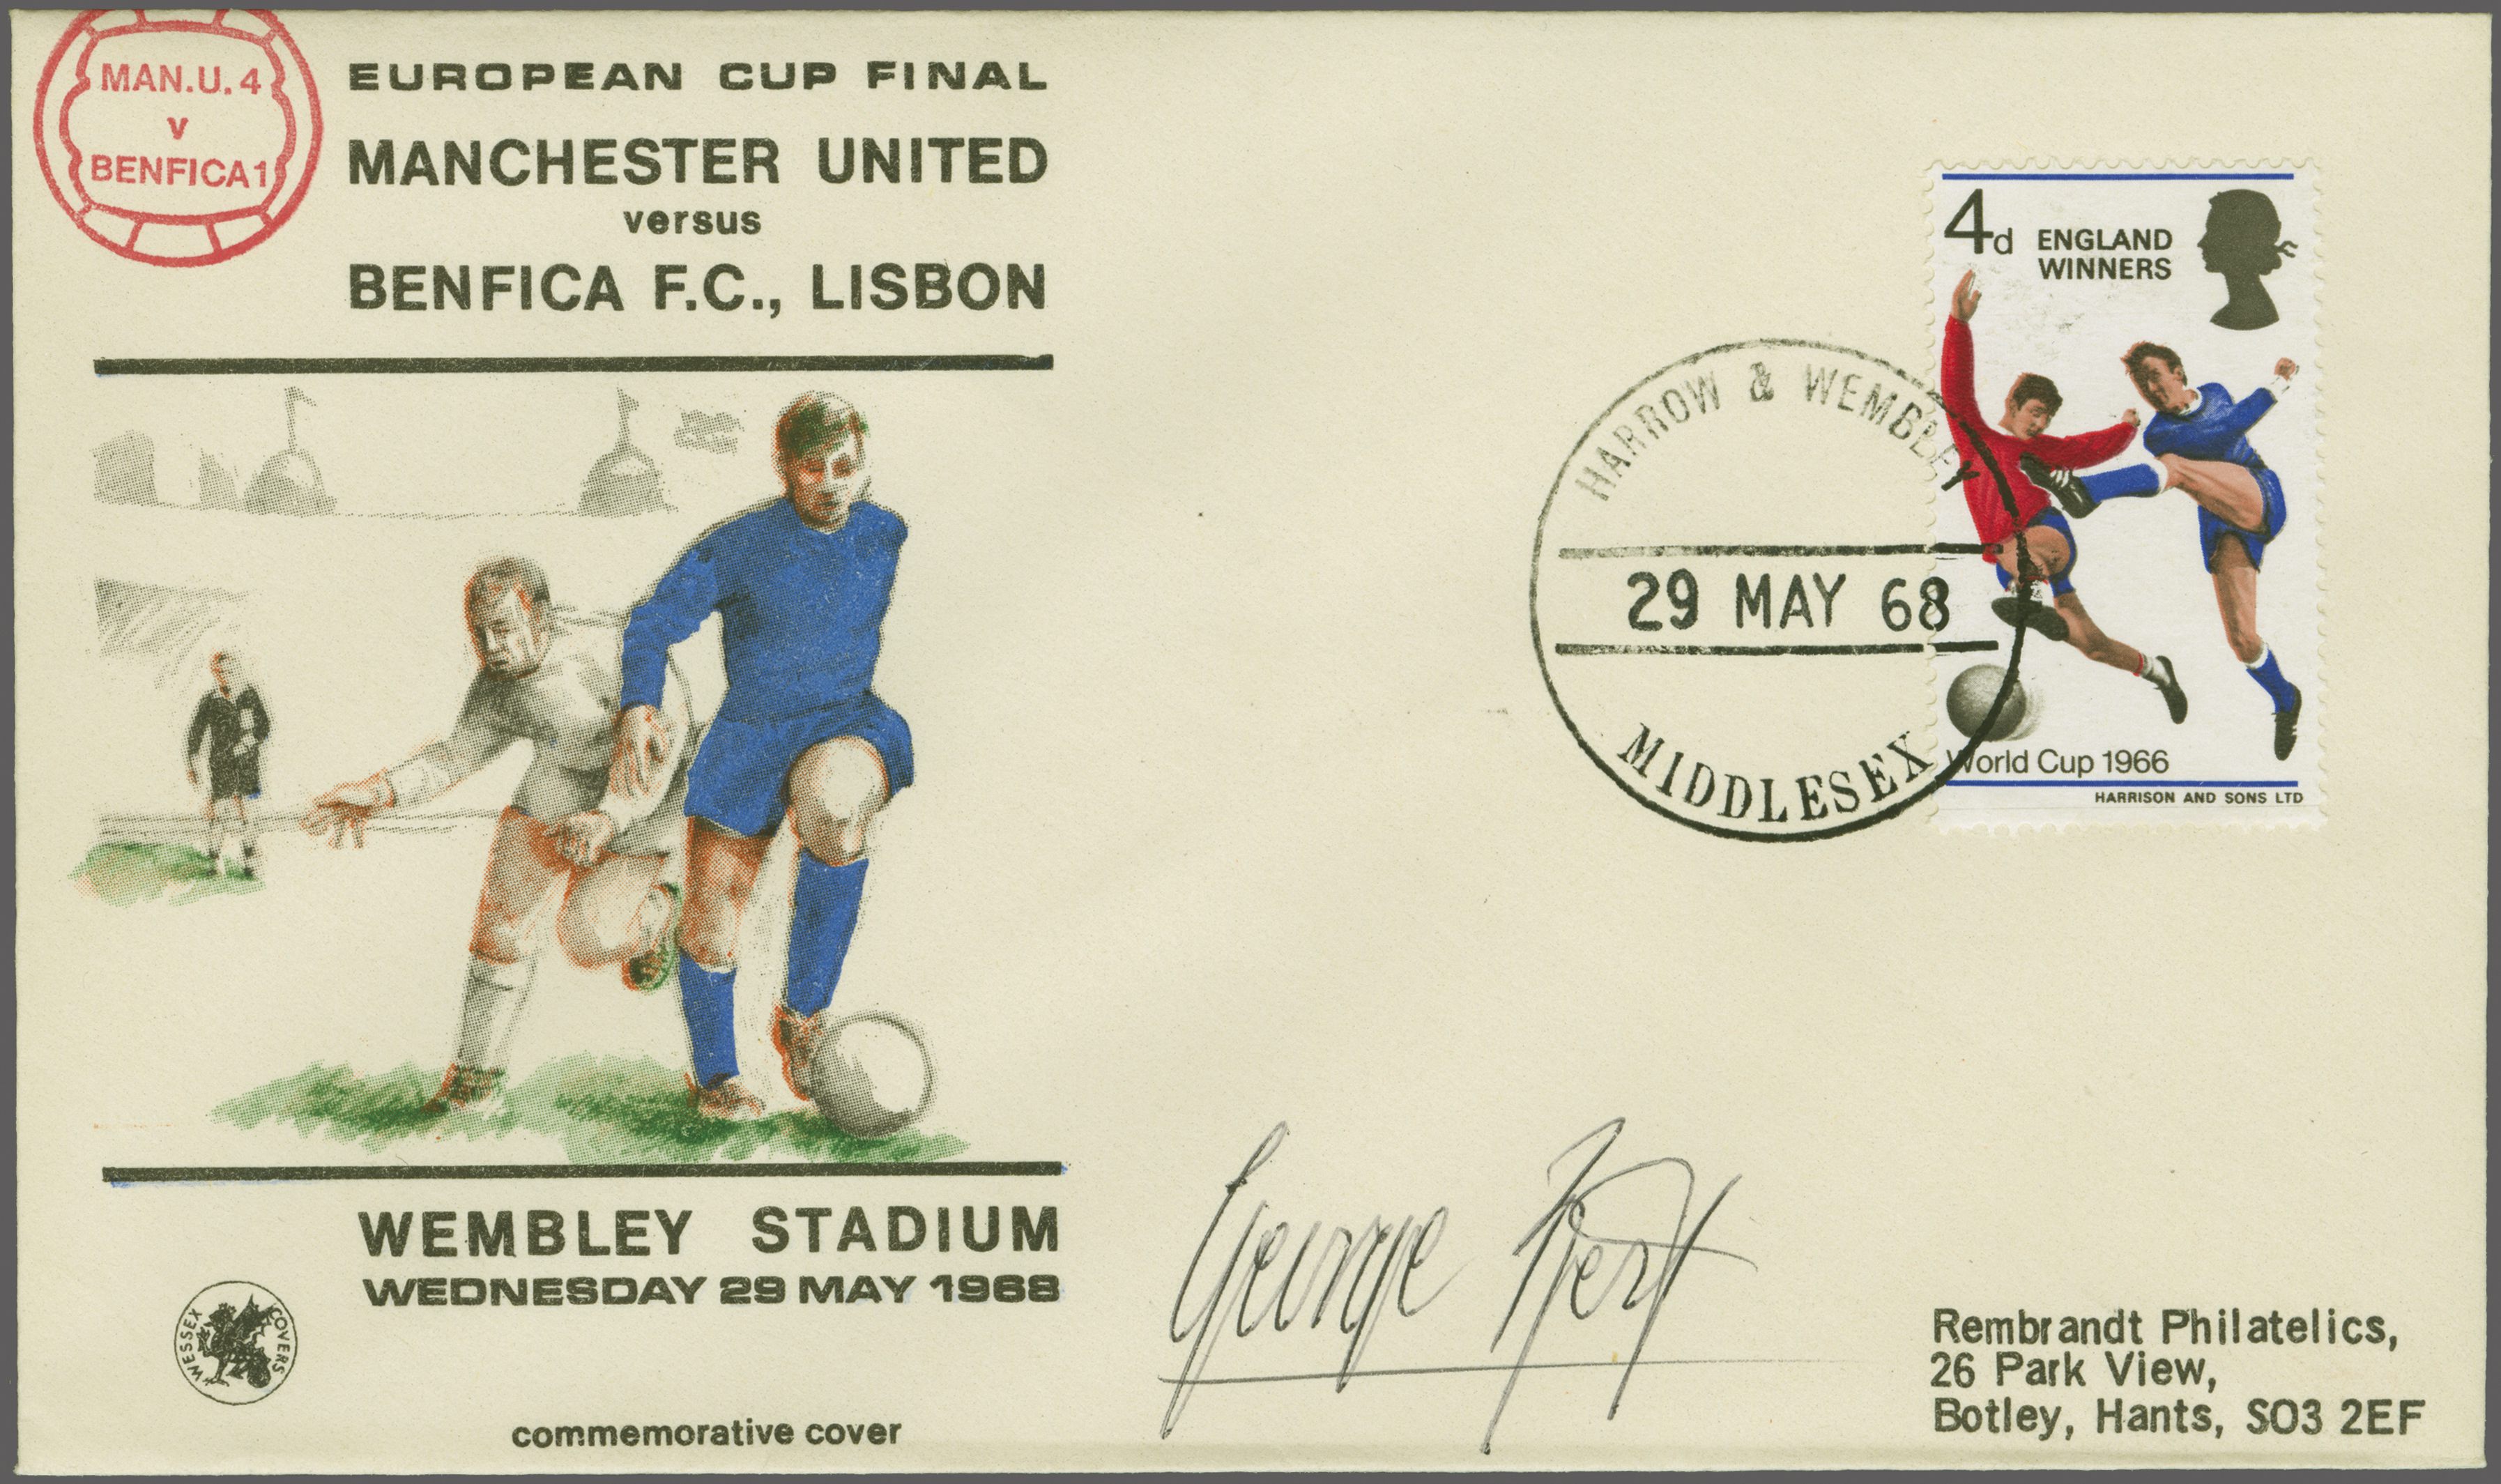 MAN.U. 4
v
BENFICA 1
EUROPEAN CUP FINAL
MANCHESTER UNITED
versus
BENFICA F.C., LISBON
4d
ENGLAND
WINNERS
HARROW & WEMBLEY
29 MAY 68
MIDDLESEX
World Cup 1966
HARRISON AND SONS LTD
WEMBLEY STADIUM
WEDNESDAY 29 MAY 1968
WESSEX COVERS
commemorative cover
George Best
Rembrandt Philatelics,
26 Park View,
Botley, Hants, SO3 2EF